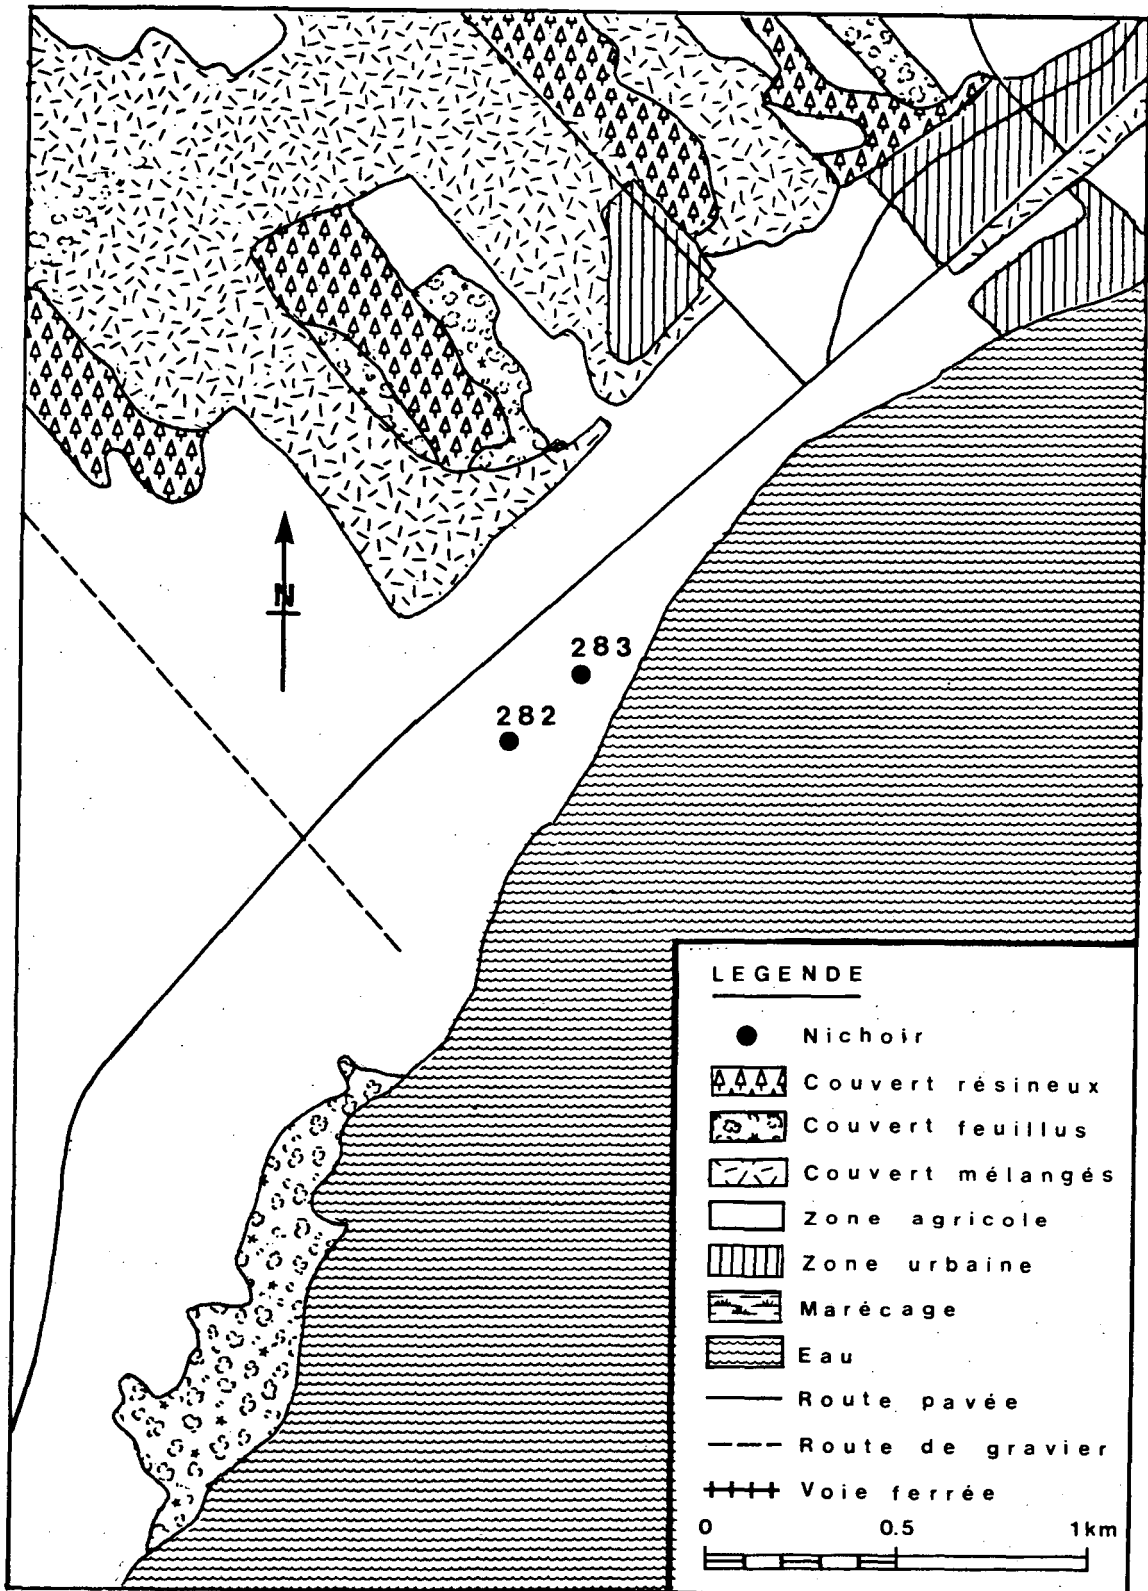 N
283
282
LEGENDE
Nichoir
Couvert résineux
Couvert feuillus
Couvert mélangés
Zone agricole
Zone urbaine
Marécage
Eau
Route pavée
Route de gravier
Voie ferrée
0 0.5 1km